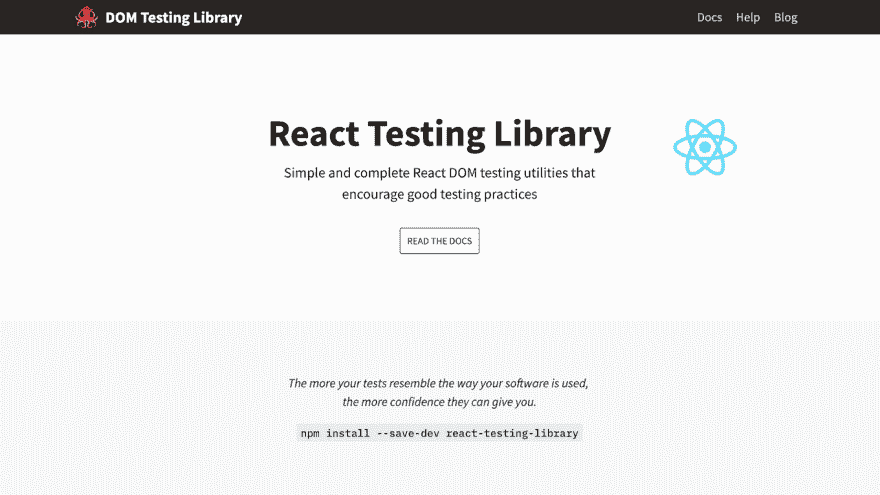 DOM Testing Library
Docs Help Blog
React Testing Library
Simple and complete React DOM testing utilities that
encourage good testing practices
READ THE DOCS
The more your tests resemble the way your software is used,
the more confidence they can give you.
npm install --save-dev react-testing-library